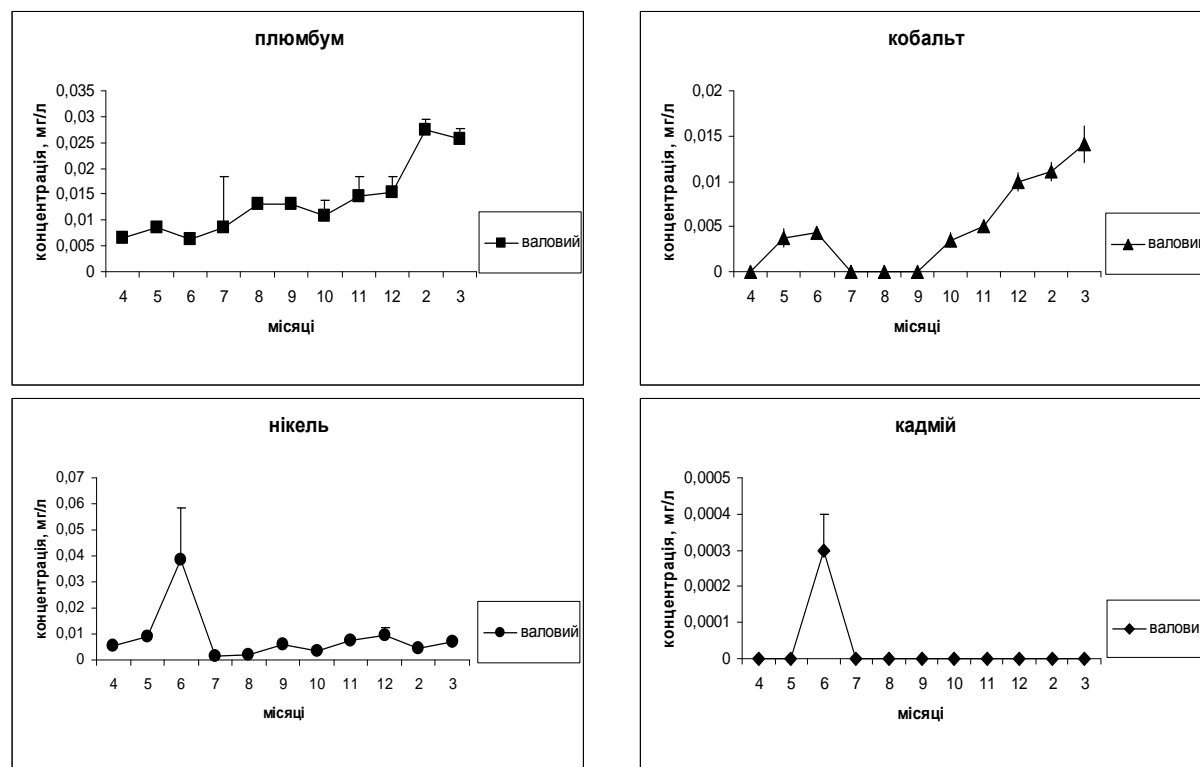 плюмбум
концентрація, мг/л
0,035
0,03
0,025
0,02
0,015
0,01
0,005
0
4 5 6 7 8 9 10 11 12 2 3
місяці
валовий
кобальт
концентрація, мг/л
0,02
0,015
0,01
0,005
0
4 5 6 7 8 9 10 11 12 2 3
місяці
валовий
нікель
концентрація, мг/л
0,07
0,06
0,05
0,04
0,03
0,02
0,01
0
4 5 6 7 8 9 10 11 12 2 3
місяці
валовий
кадмій
концентрація, мг/л
0,0005
0,0004
0,0003
0,0002
0,0001
0
4 5 6 7 8 9 10 11 12 2 3
місяці
валовий